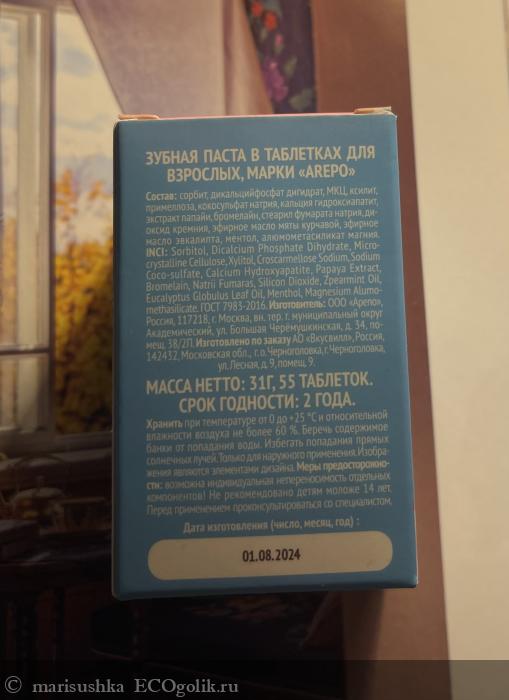 ЗУБНАЯ ПАСТА В ТАБЛЕТКАХ ДЛЯ
ВЗРОСЛЫХ, МАРКИ «AREPO»
Состав: сорбит, дикальцийфосфат дигидрат, МКЦ, ксилит,
примеллоза, кокосульфат натрия, кальция гидроксиапатит,
экстракт папайи, бромелайн, стеарил фумарата натрия, ди-
оксид кремния, эфирное масло мяты курчавой, эфирное
масло эвкалипта, ментол, алюмометасиликат магния.
INCI: Sorbitol, Dicalcium Phosphate Dihydrate, Micro-
crystalline Cellulose, Xylitol, Croscarmellose Sodium, Sodium
Coco-sulfate, Calcium Hydroxyapatite, Papaya Extract,
Bromelain, Natrii Fumaras, Silicon Dioxide, Zpearmint Oil,
Eucalyptus Globulus Leaf Oil, Menthol, Magnesium Alumo-
methasilicate. ГОСТ 7983-2016. Изготовитель: ООО «Арепо»,
Россия, 117218, г. Москва, вн. тер. г. муниципальный округ
Академический, ул. Большая Черёмушкинская, д. 34, по-
мещ. 38/2П. Изготовлено по заказу АО «Вкусвилл», Россия,
142432, Московская обл., г. о. Черноголовка, г. Черноголовка,
ул. Лесная, д. 9, помещ. 9.
МАССА НЕТТО: 31Г, 55 ТАБЛЕТОК.
СРОК ГОДНОСТИ: 2 ГОДА.
Хранить при температуре от 0 до +25 °С и относительной
влажности воздуха не более 60 %. Беречь содержимое
банки от попадания воды. Избегать попадания прямых
солнечных лучей. Только для наружного применения. Изобра-
жения являются элементами дизайна. Меры предосторожно-
сти: возможна индивидуальная непереносимость отдельных
компонентов! Не рекомендовано детям моложе 14 лет.
Перед применением проконсультироваться со специалистом.
Дата изготовления (число, месяц, год) :
01.08.2024
© marisushka ECOgolik.ru